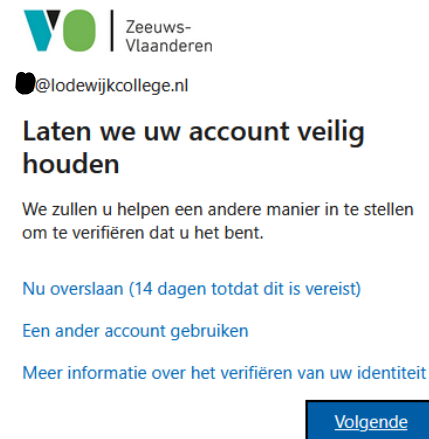 VO
Zeeuws-
Vlaanderen
@lodewijkcollege.nl
Laten we uw account veilig
houden
We zullen u helpen een andere manier in te stellen
om te verifiëren dat u het bent.
Nu overslaan (14 dagen totdat dit is vereist)
Een ander account gebruiken
Meer informatie over het verifiëren van uw identiteit
Volgende